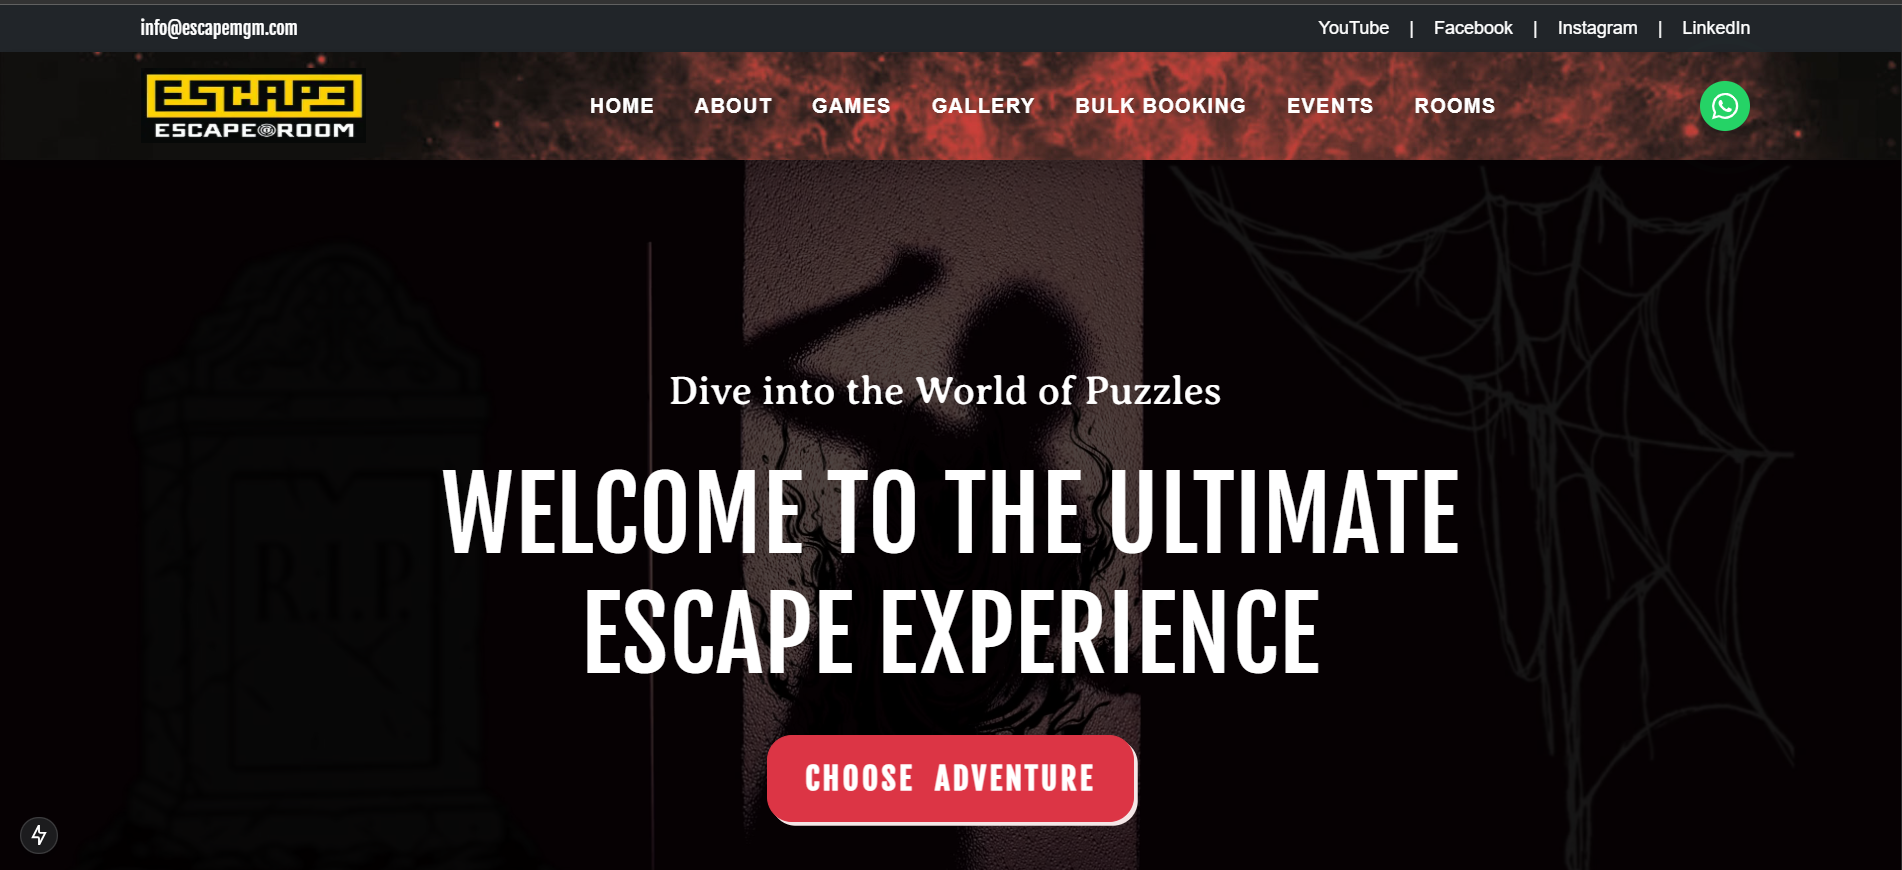 info@escapemgm.com
YouTube | Facebook | Instagram | LinkedIn
ESCAPE
ESCAPE@ROOM
HOME ABOUT GAMES GALLERY BULK BOOKING EVENTS ROOMS
Dive into the World of Puzzles
WELCOME TO THE ULTIMATE
ESCAPE EXPERIENCE
R.I.P.
CHOOSE ADVENTURE